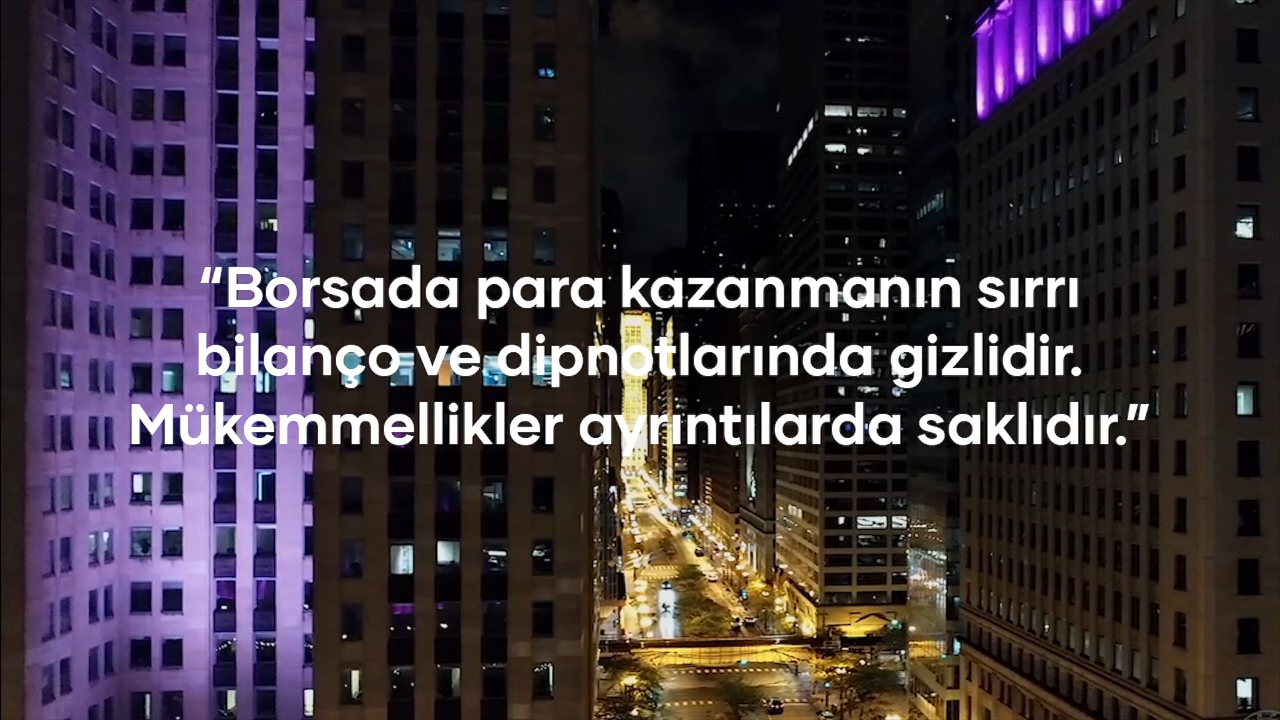 “Borsada para kazanmanın sırrı
bilanço ve dipnotlarında gizlidir.
Mükemmellikler ayrıntılarda saklıdır.”